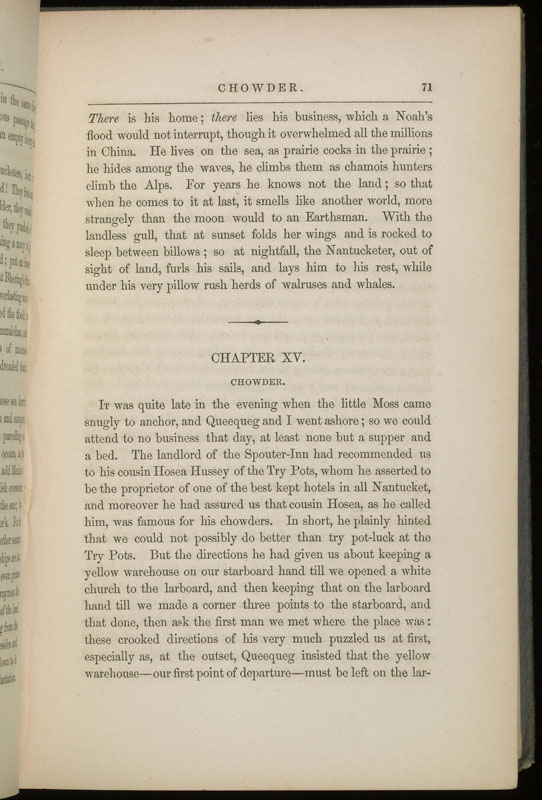 CHOWDER. 71
There is his home; there lies his business, which a Noah's
flood would not interrupt, though it overwhelmed all the millions
in China. He lives on the sea, as prairie cocks in the prairie;
he hides among the waves, he climbs them as chamois hunters
climb the Alps. For years he knows not the land; so that
when he comes to it at last, it smells like another world, more
strangely than the moon would to an Earthsman. With the
landless gull, that at sunset folds her wings and is rocked to
sleep between billows; so at nightfall, the Nantucketer, out of
sight of land, furls his sails, and lays him to his rest, while
under his very pillow rush herds of walruses and whales.
CHAPTER XV.
CHOWDER.
It was quite late in the evening when the little Moss came
snugly to anchor, and Queequeg and I went ashore; so we could
attend to no business that day, at least none but a supper and
a bed. The landlord of the Spouter-Inn had recommended us
to his cousin Hosea Hussey of the Try Pots, whom he asserted to
be the proprietor of one of the best kept hotels in all Nantucket,
and moreover he had assured us that cousin Hosea, as he called
him, was famous for his chowders. In short, he plainly hinted
that we could not possibly do better than try pot-luck at the
Try Pots. But the directions he had given us about keeping a
yellow warehouse on our starboard hand till we opened a white
church to the larboard, and then keeping that on the larboard
hand till we made a corner three points to the starboard, and
that done, then ask the first man we met where the place was:
these crooked directions of his very much puzzled us at first,
especially as, at the outset, Queequeg insisted that the yellow
warehouse—our first point of departure—must be left on the lar-